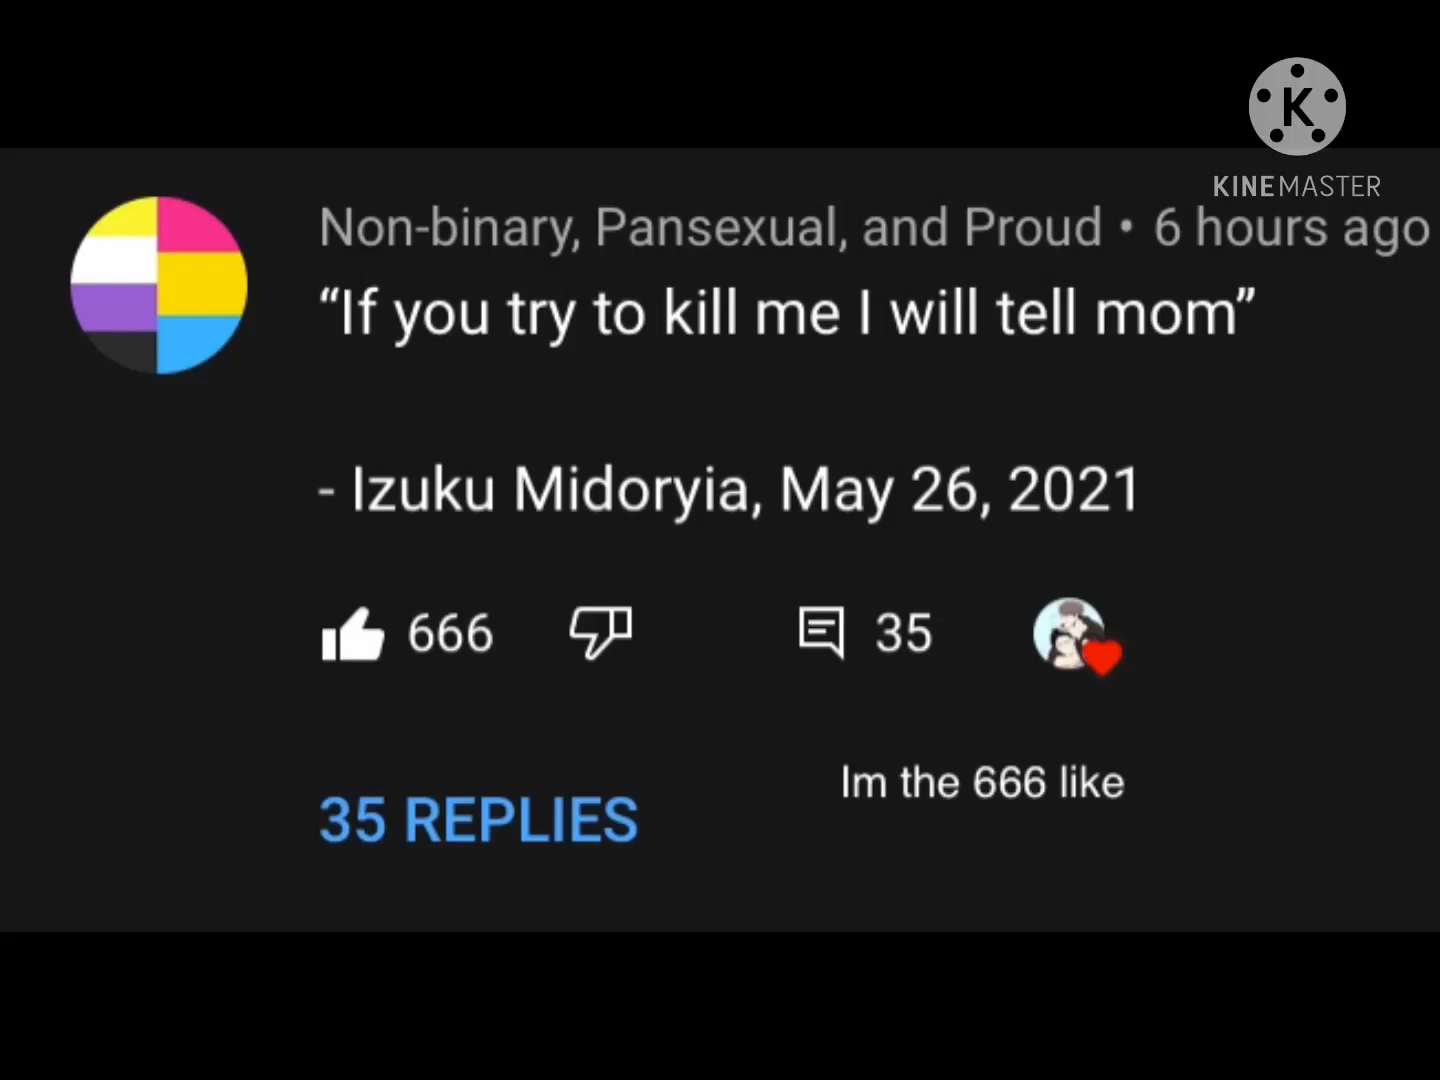 K
KINEMASTER
Non-binary, Pansexual, and Proud • 6 hours ago
“If you try to kill me I will tell mom”
- Izuku Midoryia, May 26, 2021
666 35
Im the 666 like
35 REPLIES